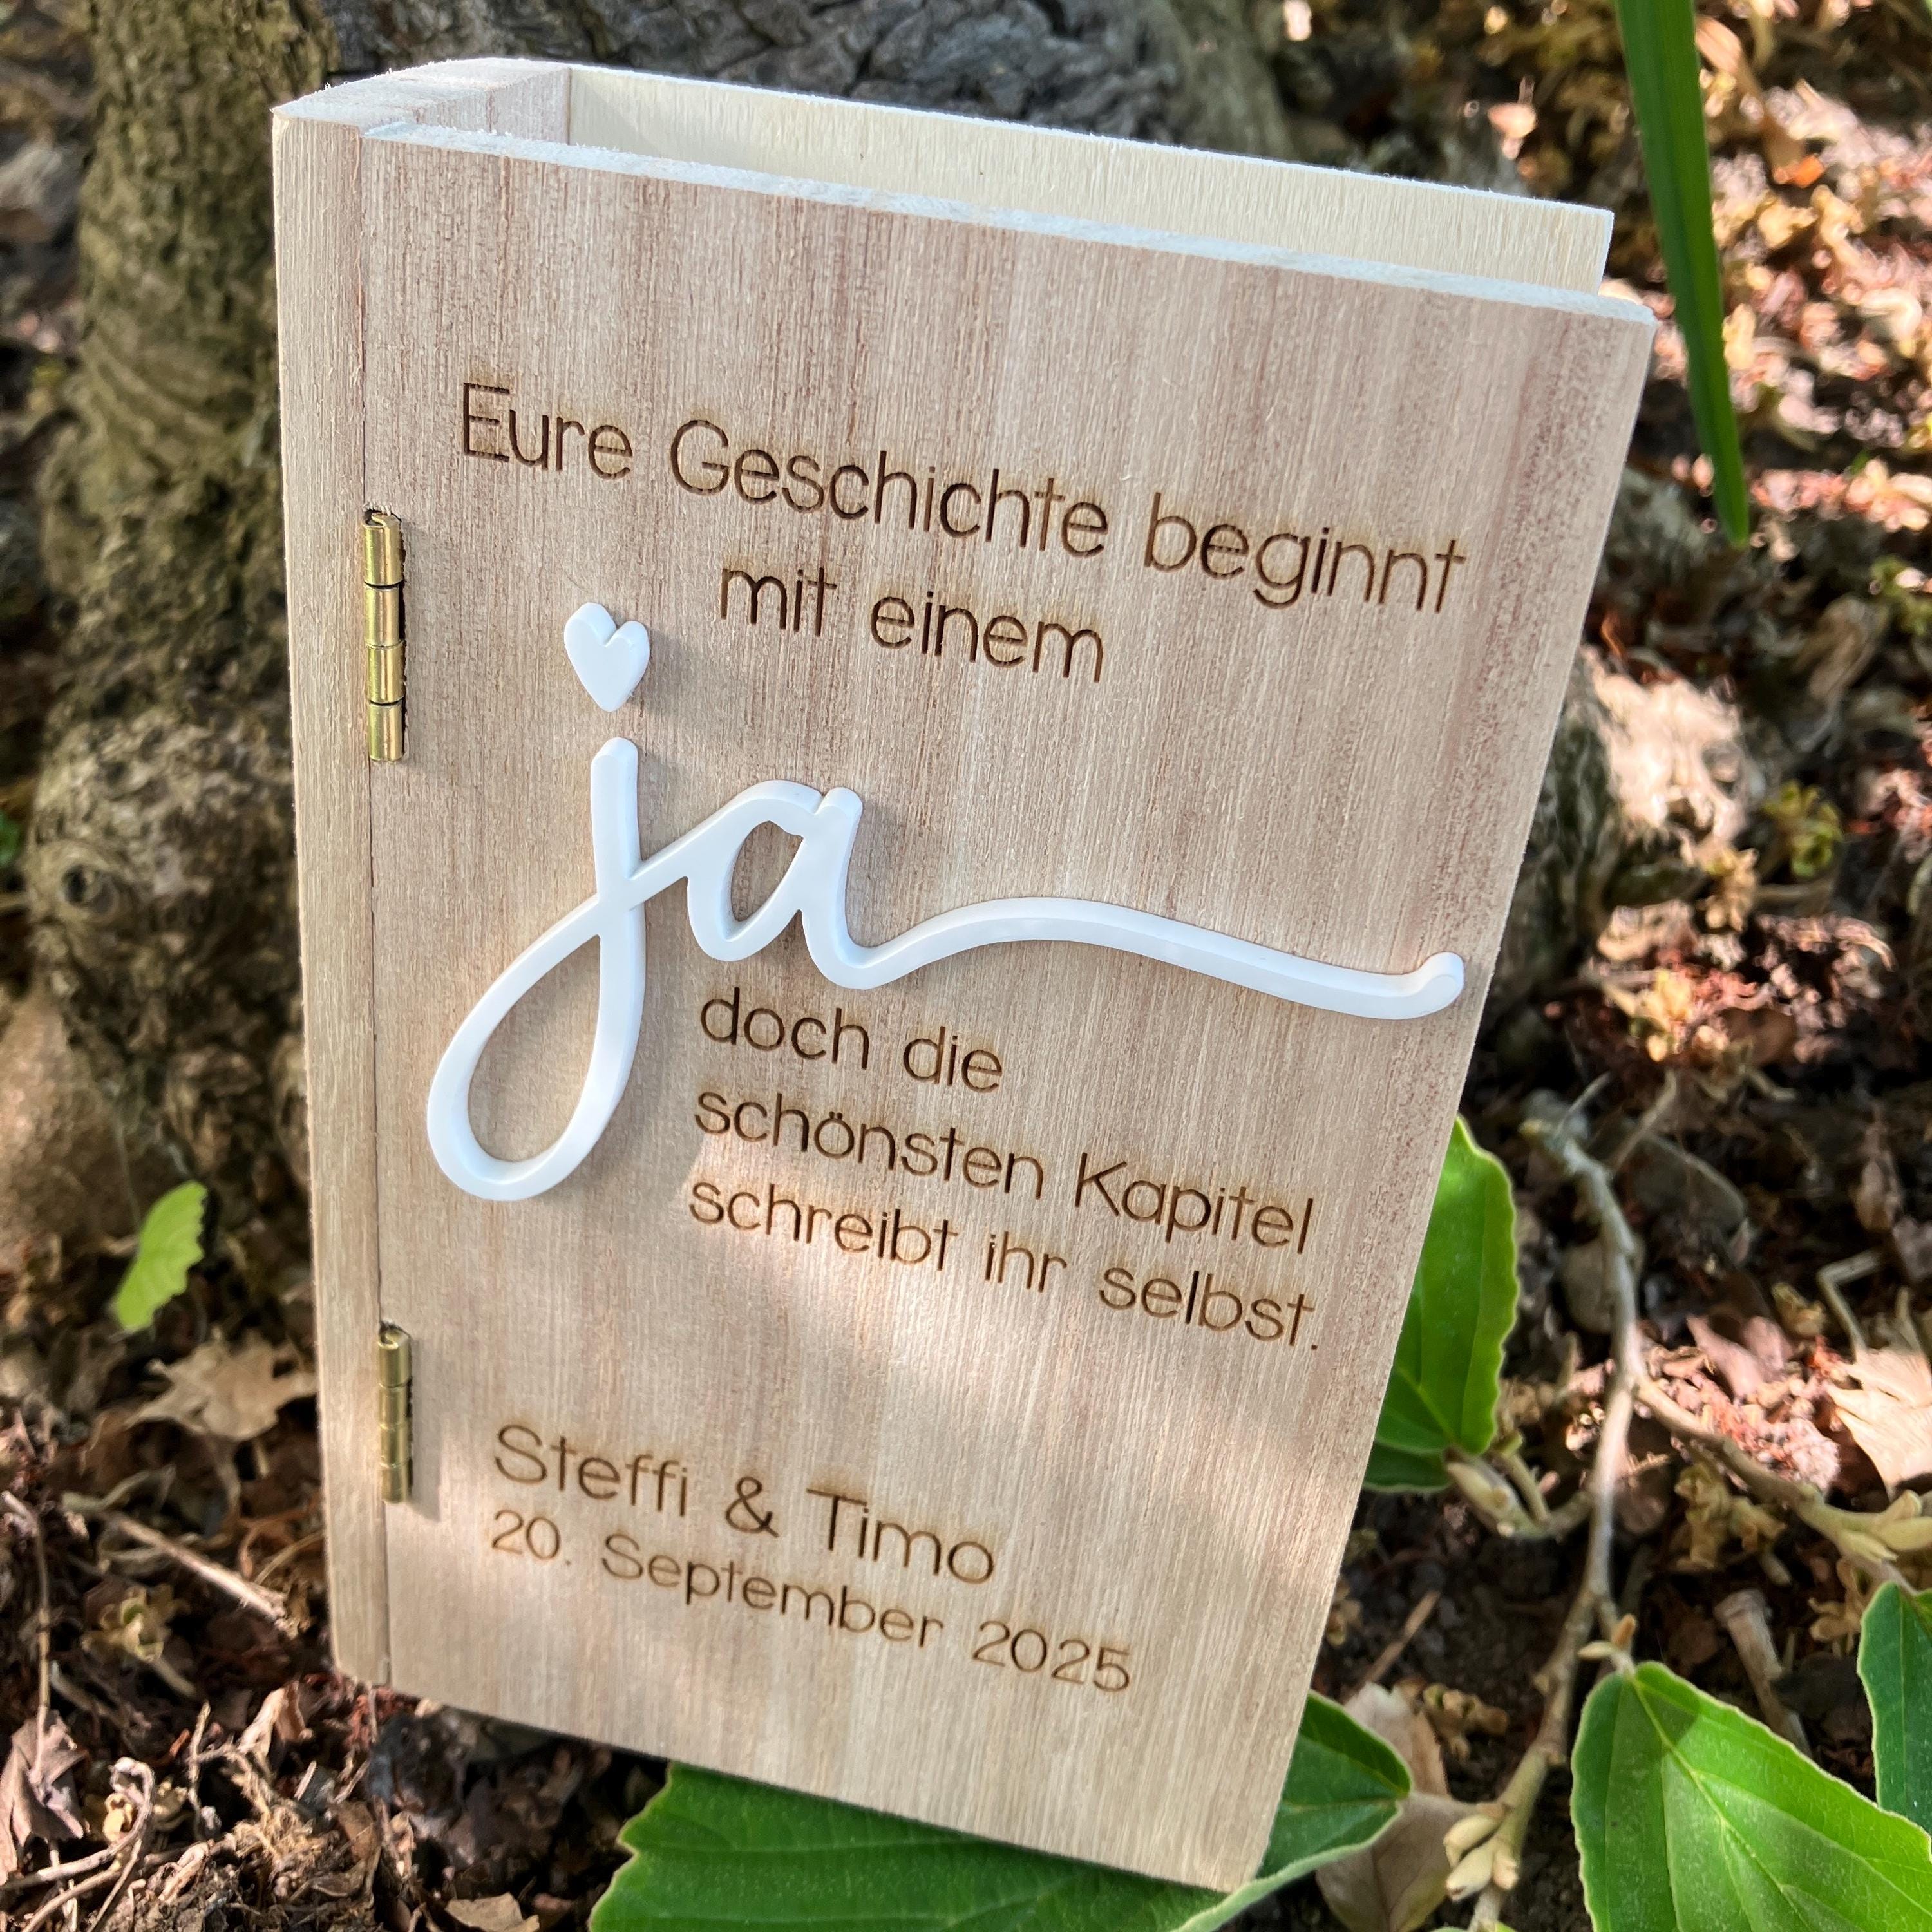 Eure Geschichte beginnt
mit einem
ja
doch die
schönsten Kapitel
schreibt ihr selbst.
Steffi & Timo
20. September 2025